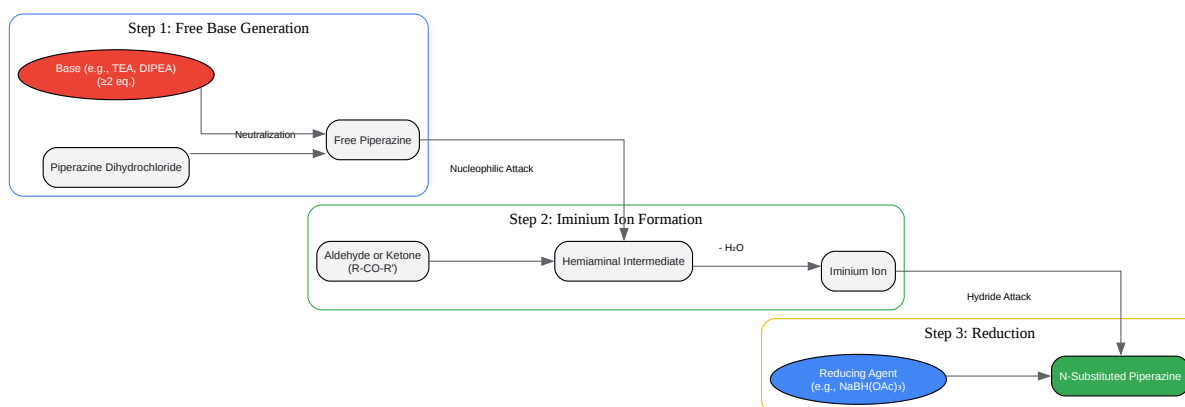 Step 1: Free Base Generation
Base (e.g., TEA, DIPEA)
(≥2 eq.)
Neutralization
Free Piperazine
Piperazine Dihydrochloride
Nucleophilic Attack
Step 2: Iminium Ion Formation
Aldehyde or Ketone
(R-CO-R')
Hemiaminal Intermediate
- H₂O
Iminium Ion
Hydride Attack
Step 3: Reduction
Reducing Agent
(e.g., NaBH(OAc)₃)
N-Substituted Piperazine